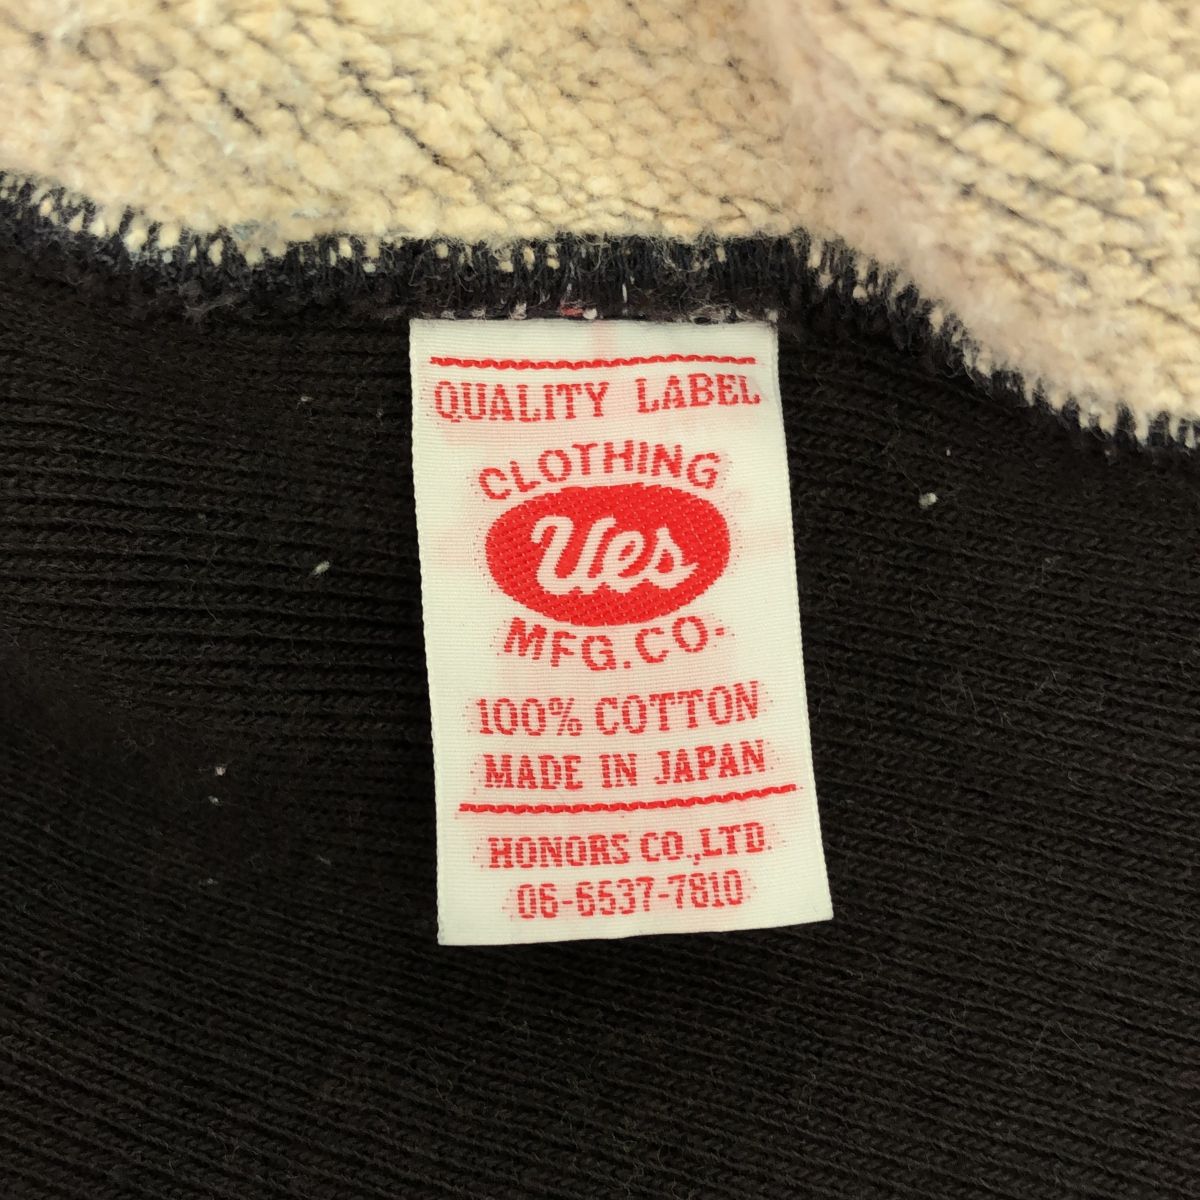 QUALITY LABEL
CLOTHING
Ues
MFG.CO.
100% COTTON
MADE IN JAPAN
HONORS CO.,LTD.
06-6537-7810